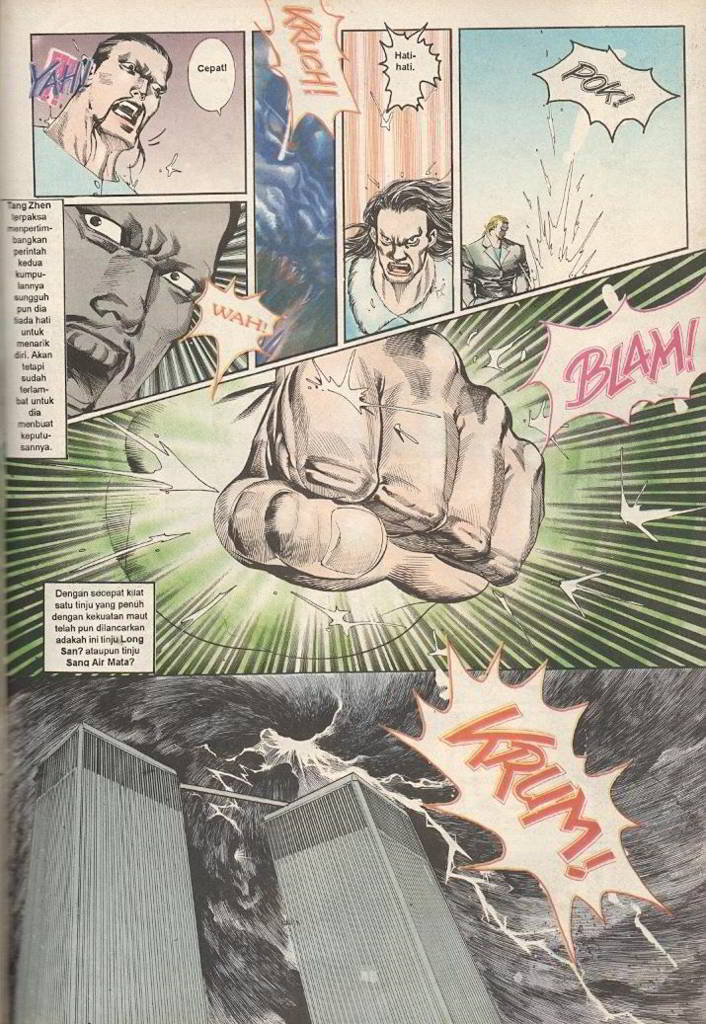 YAH!
Cepat!
KRUCH!
Hati-
hati.
POK!
Tang Zhen
terpaksa
menpertim-
bangkan
perintah
kedua
kumpu-
lannya
sungguh
pun dia
tiada hati
untuk
menarik
diri. Akan
tetapi
sudah
terlam-
bat untuk
dia
menbuat
keputu-
sannya.
WAH!
BLAM!
Dengan secepat kilat
satu tinju yang penuh
dengan kekuatan maut
telah pun dilancarkan
adakah ini tinju Long
San? ataupun tinju
Sang Air Mata?
KRUM!